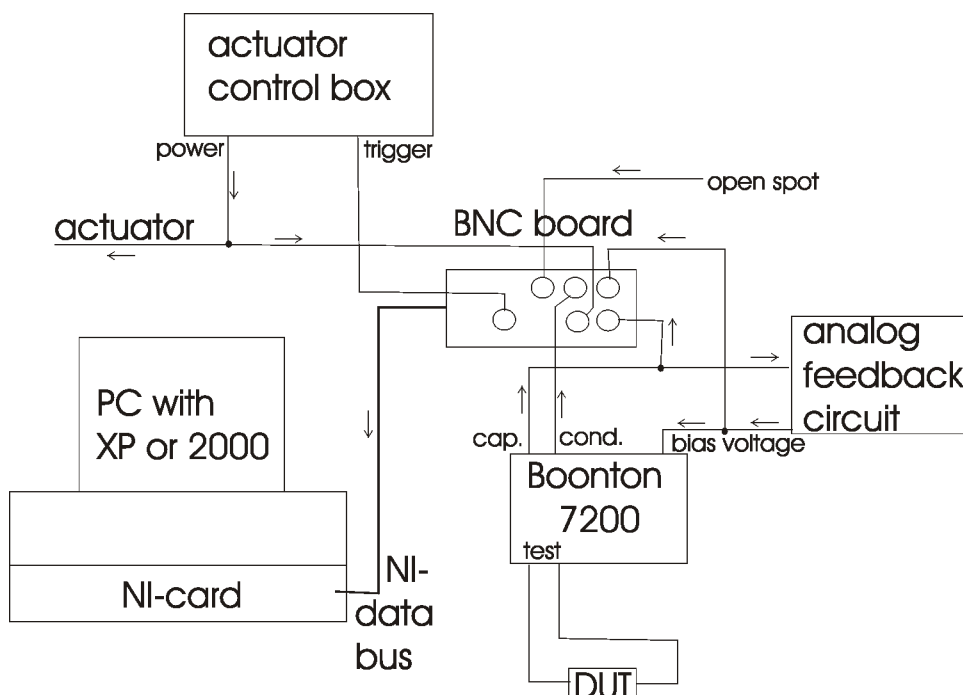 actuator
control box
power
trigger
open spot
actuator
BNC board
analog
feedback
circuit
PC with
XP or 2000
cap.
cond.
bias voltage
Boonton
7200
test
NI-card
NI-
data
bus
DUT